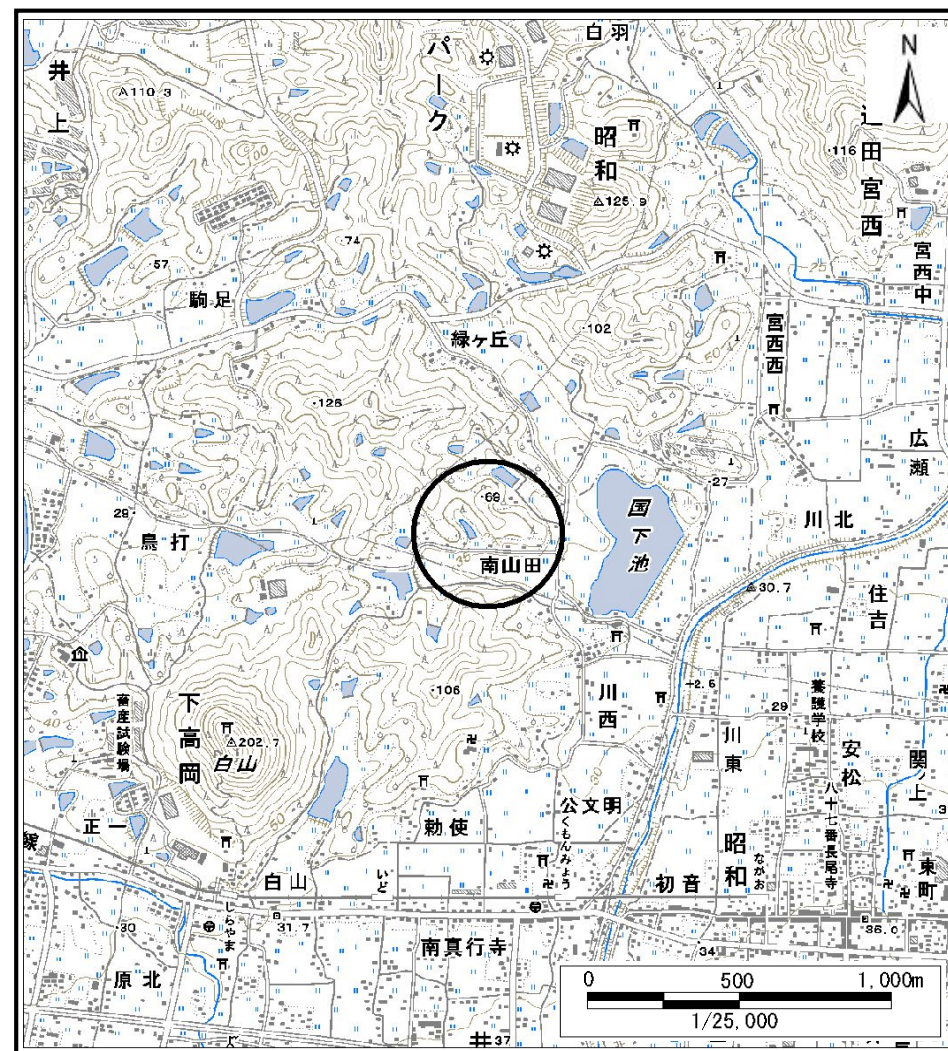 井上
パーク
白羽
N
110.3
昭和
116
田宮西
125.9
74
57
駒足
宮西中
緑ヶ丘
102
宮西西
126
広瀬
69
27
国下池
川北
29
鳥打
南山田
30.7
住吉
106
川西
2.6
養護学校
29
川東
安松
下高岡
畜産試験場
202.7
白山
関ノ上
八十七番長尾寺
公文明
くもんみょう
正一
勅使
昭和
ながお
東町
白山
いど
初音
しらやま
30
31.7
36.0
南真行寺
34
原北
0 500 1,000m
1/25,000
井
37